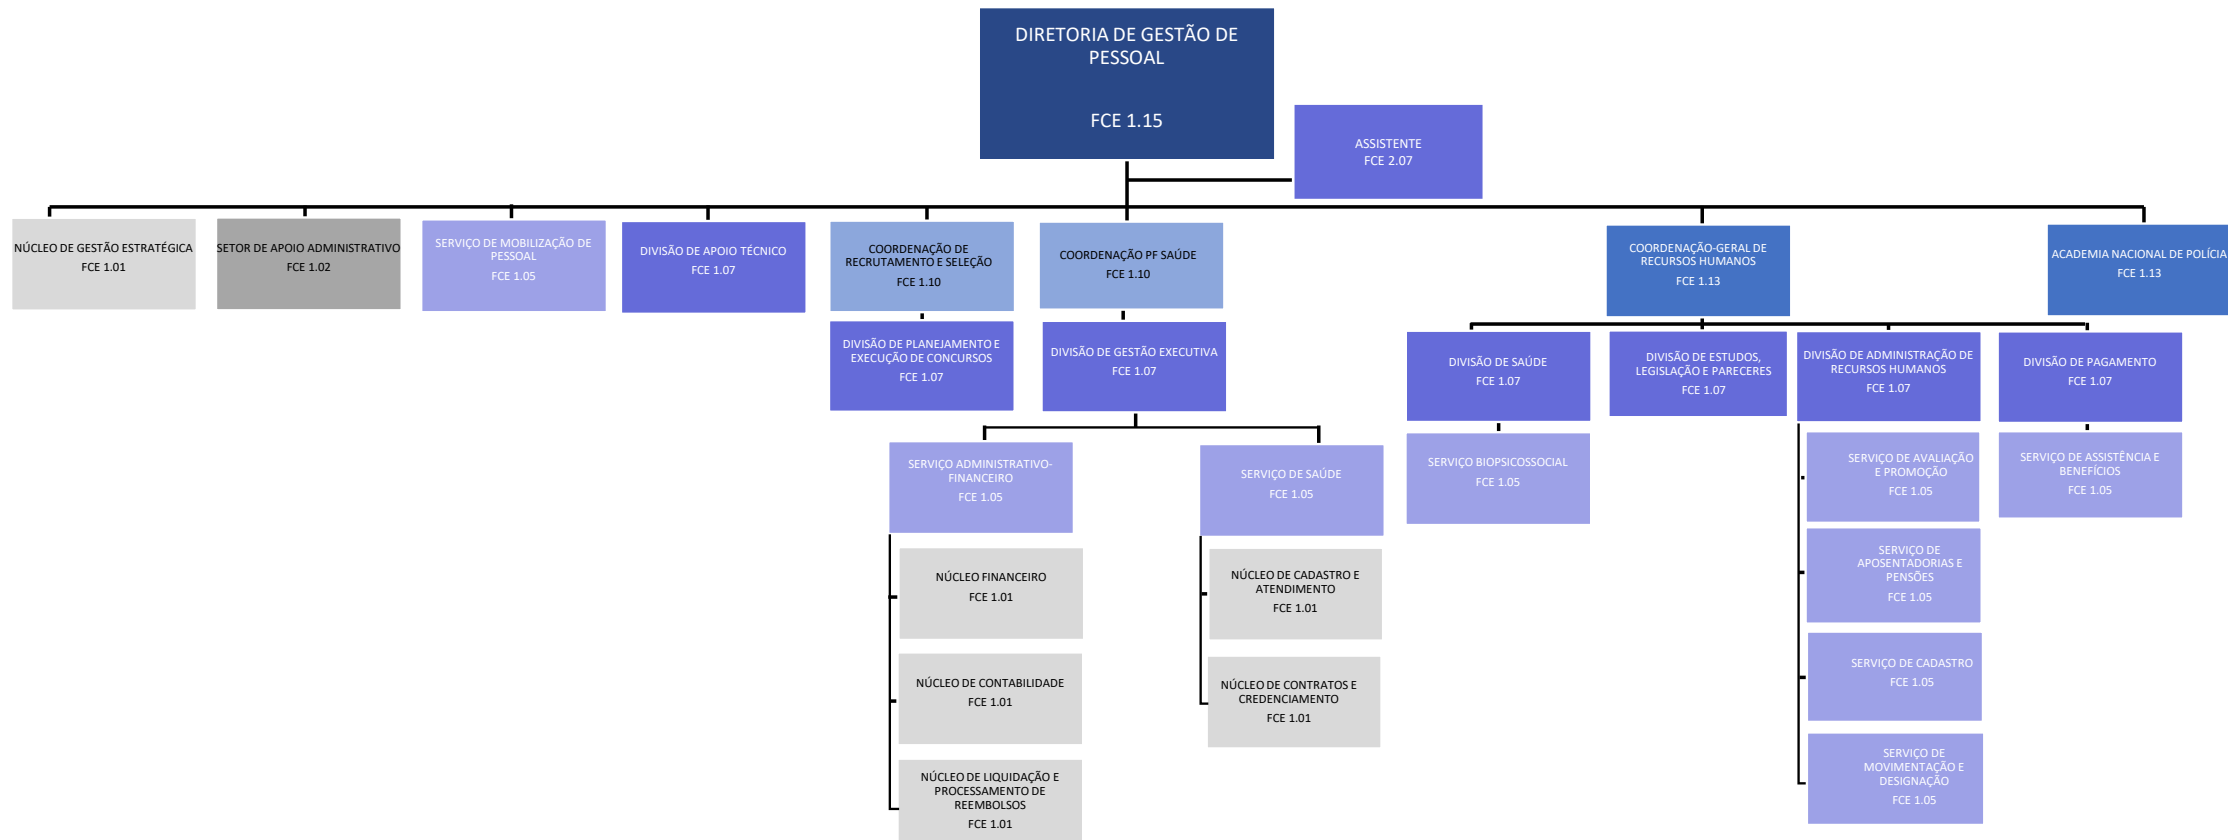 DIRETORIA DE GESTÃO DE
PESSOAL
FCE 1.15
ASSISTENTE
FCE 2.07
NÚCLEO DE GESTÃO ESTRATÉGICA
FCE 1.01
SETOR DE APOIO ADMINISTRATIVO
FCE 1.02
SERVIÇO DE MOBILIZAÇÃO DE
PESSOAL
FCE 1.05
DIVISÃO DE APOIO TÉCNICO
FCE 1.07
COORDENAÇÃO DE
RECRUTAMENTO E SELEÇÃO
FCE 1.10
COORDENAÇÃO PF SAÚDE
FCE 1.10
COORDENAÇÃO-GERAL DE
RECURSOS HUMANOS
FCE 1.13
ACADEMIA NACIONAL DE POLÍCIA
FCE 1.13
DIVISÃO DE PLANEJAMENTO E
EXECUÇÃO DE CONCURSOS
FCE 1.07
DIVISÃO DE GESTÃO EXECUTIVA
FCE 1.07
DIVISÃO DE SAÚDE
FCE 1.07
DIVISÃO DE ESTUDOS,
LEGISLAÇÃO E PARECERES
FCE 1.07
DIVISÃO DE ADMINISTRAÇÃO DE
RECURSOS HUMANOS
FCE 1.07
DIVISÃO DE PAGAMENTO
FCE 1.07
SERVIÇO ADMINISTRATIVO-
FINANCEIRO
FCE 1.05
SERVIÇO DE SAÚDE
FCE 1.05
SERVIÇO BIOPSICOSSOCIAL
FCE 1.05
SERVIÇO DE AVALIAÇÃO
E PROMOÇÃO
FCE 1.05
SERVIÇO DE ASSISTÊNCIA E
BENEFÍCIOS
FCE 1.05
NÚCLEO FINANCEIRO
FCE 1.01
NÚCLEO DE CADASTRO E
ATENDIMENTO
FCE 1.01
SERVIÇO DE
APOSENTADORIAS E
PENSÕES
FCE 1.05
NÚCLEO DE CONTABILIDADE
FCE 1.01
NÚCLEO DE CONTRATOS E
CREDENCIAMENTO
FCE 1.01
SERVIÇO DE CADASTRO
FCE 1.05
NÚCLEO DE LIQUIDAÇÃO E
PROCESSAMENTO DE
REEMBOLSOS
FCE 1.01
SERVIÇO DE
MOVIMENTAÇÃO E
DESIGNAÇÃO
FCE 1.05